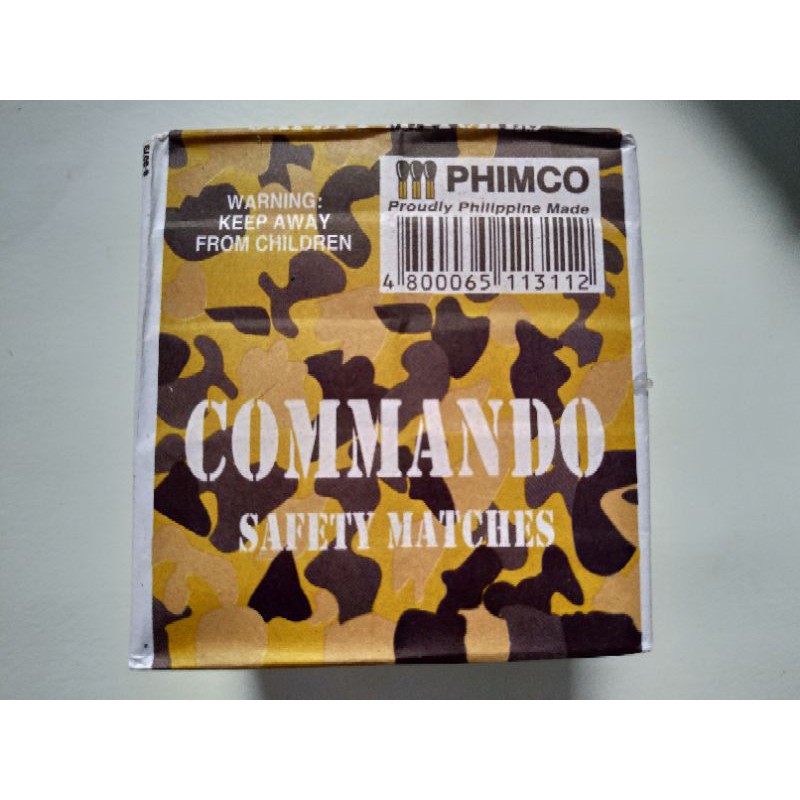 WARNING:
KEEP AWAY
FROM CHILDREN
PHIMCO
Proudly Philippine Made
4 800065 113112
COMMANDO
SAFETY MATCHES